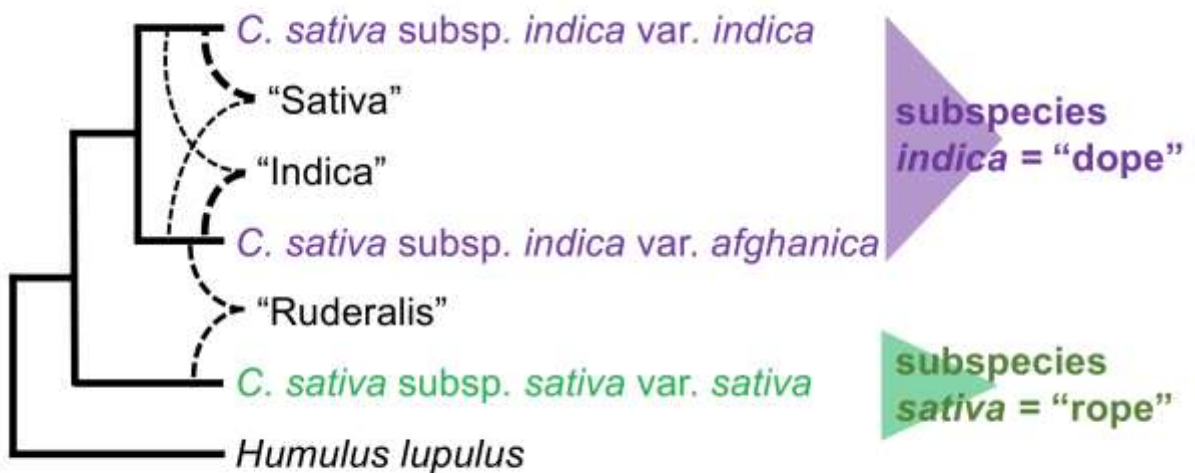 C. sativa subsp. indica var. indica
“Sativa”
“Indica”
C. sativa subsp. indica var. afghanica
“Ruderalis”
C. sativa subsp. sativa var. sativa
Humulus lupulus
subspecies
indica = “dope”
subspecies
sativa = “rope”